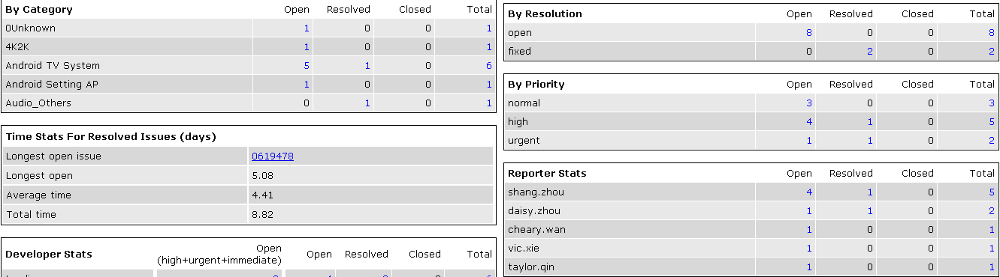 By Category Open Resolved Closed Total
0Unknown 1 0 0 1
4K2K 1 0 0 1
Android TV System 5 1 0 6
Android Setting AP 1 0 0 1
Audio_Others 0 1 0 1
Time Stats For Resolved Issues (days)
Longest open issue 0619478
Longest open 5.08
Average time 4.41
Total time 8.82
Developer Stats Open (high+urgent+immediate) Open Resolved Closed Total
By Resolution Open Resolved Closed Total
open 8 0 0 8
fixed 0 2 0 2
By Priority Open Resolved Closed Total
normal 3 0 0 3
high 4 1 0 5
urgent 1 1 0 2
Reporter Stats Open Resolved Closed Total
shang.zhou 4 1 0 5
daisy.zhou 1 1 0 2
cheary.wan 1 0 0 1
vic.xie 1 0 0 1
taylor.qin 1 0 0 1